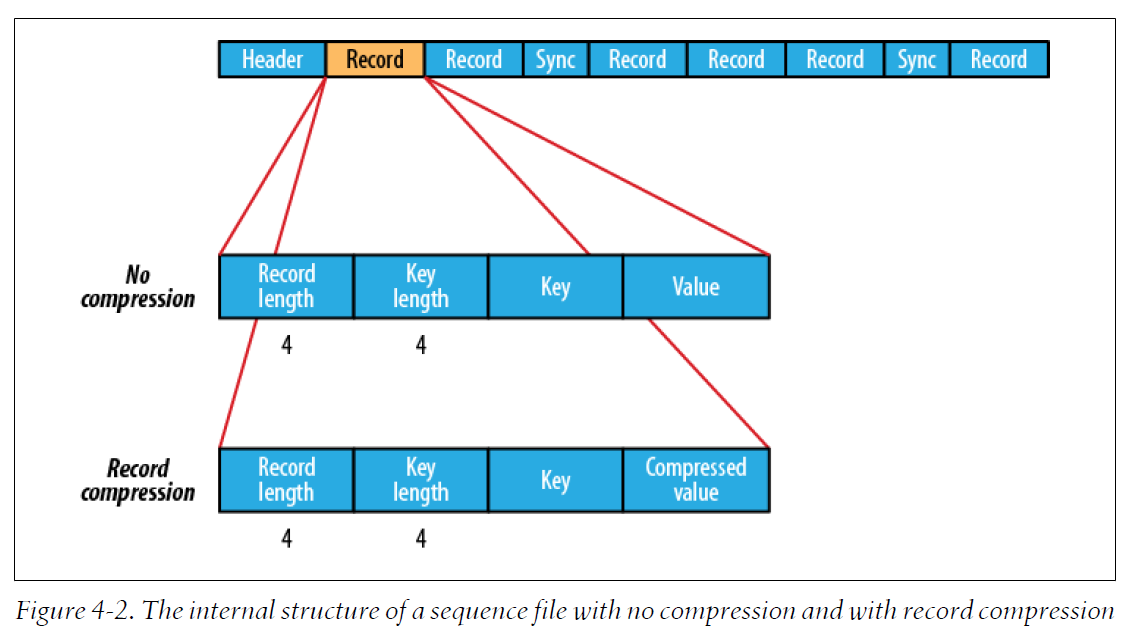 Header Record Record Sync Record Record Record Sync Record
No
compression
Record
length
Key
length
Key
Value
4 4
Record
compression
Record
length
Key
length
Key
Compressed
value
4 4
Figure 4-2. The internal structure of a sequence file with no compression and with record compression